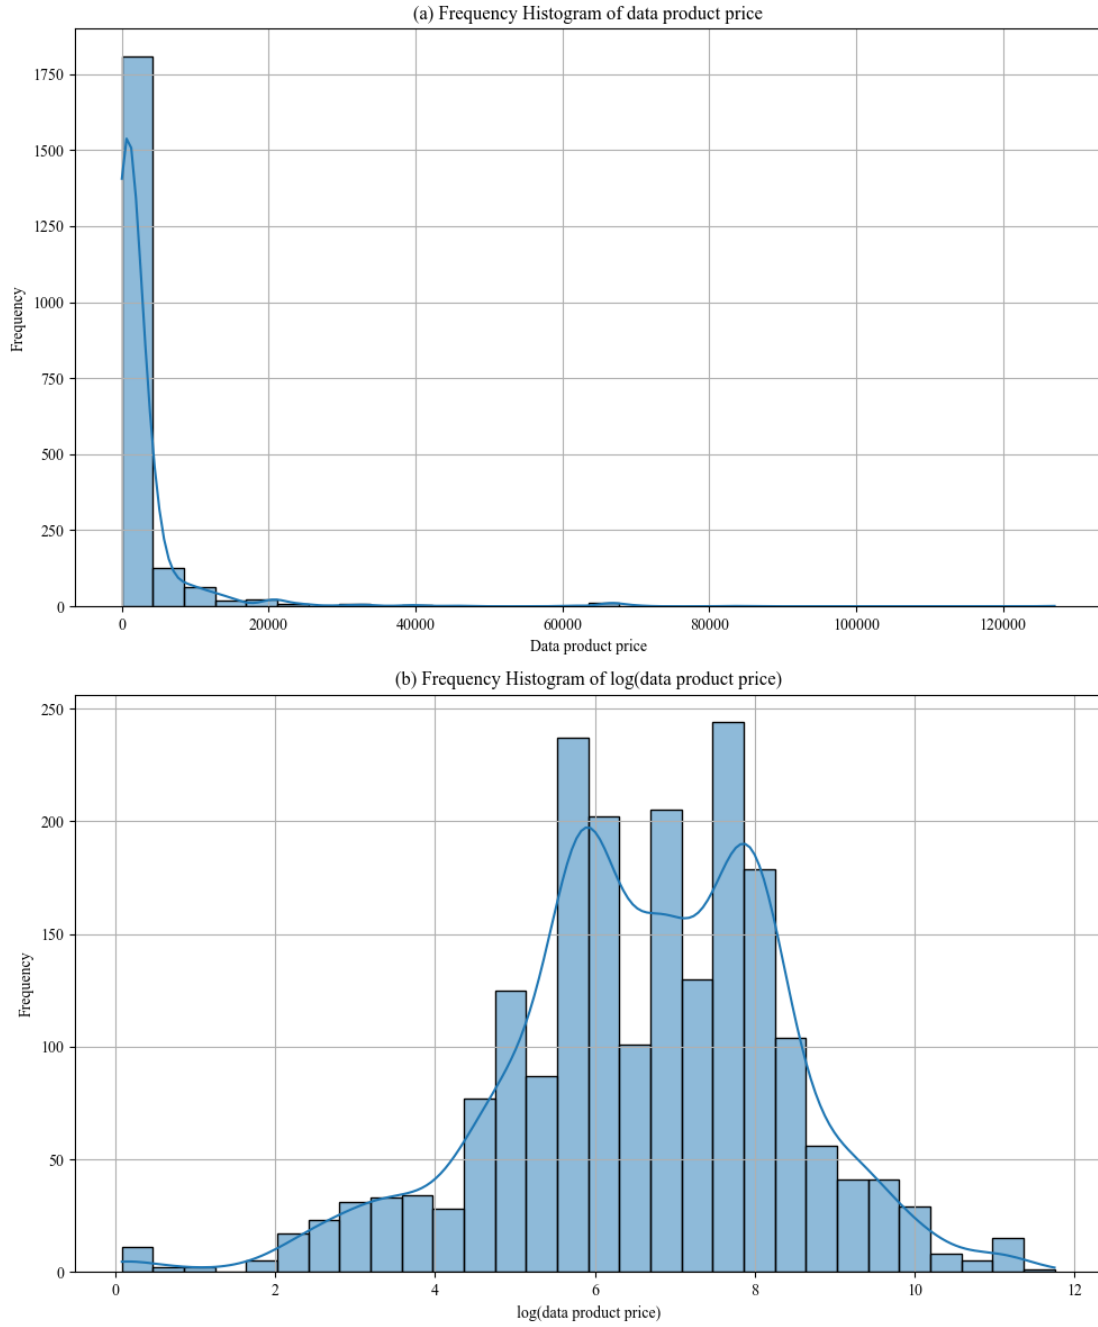 (a) Frequency Histogram of data product price
1750
1500
1250
1000
750
500
250
0
Frequency
0 20000 40000 60000 80000 100000 120000
Data product price
(b) Frequency Histogram of log(data product price)
250
200
150
100
50
0
Frequency
0 2 4 6 8 10 12
log(data product price)